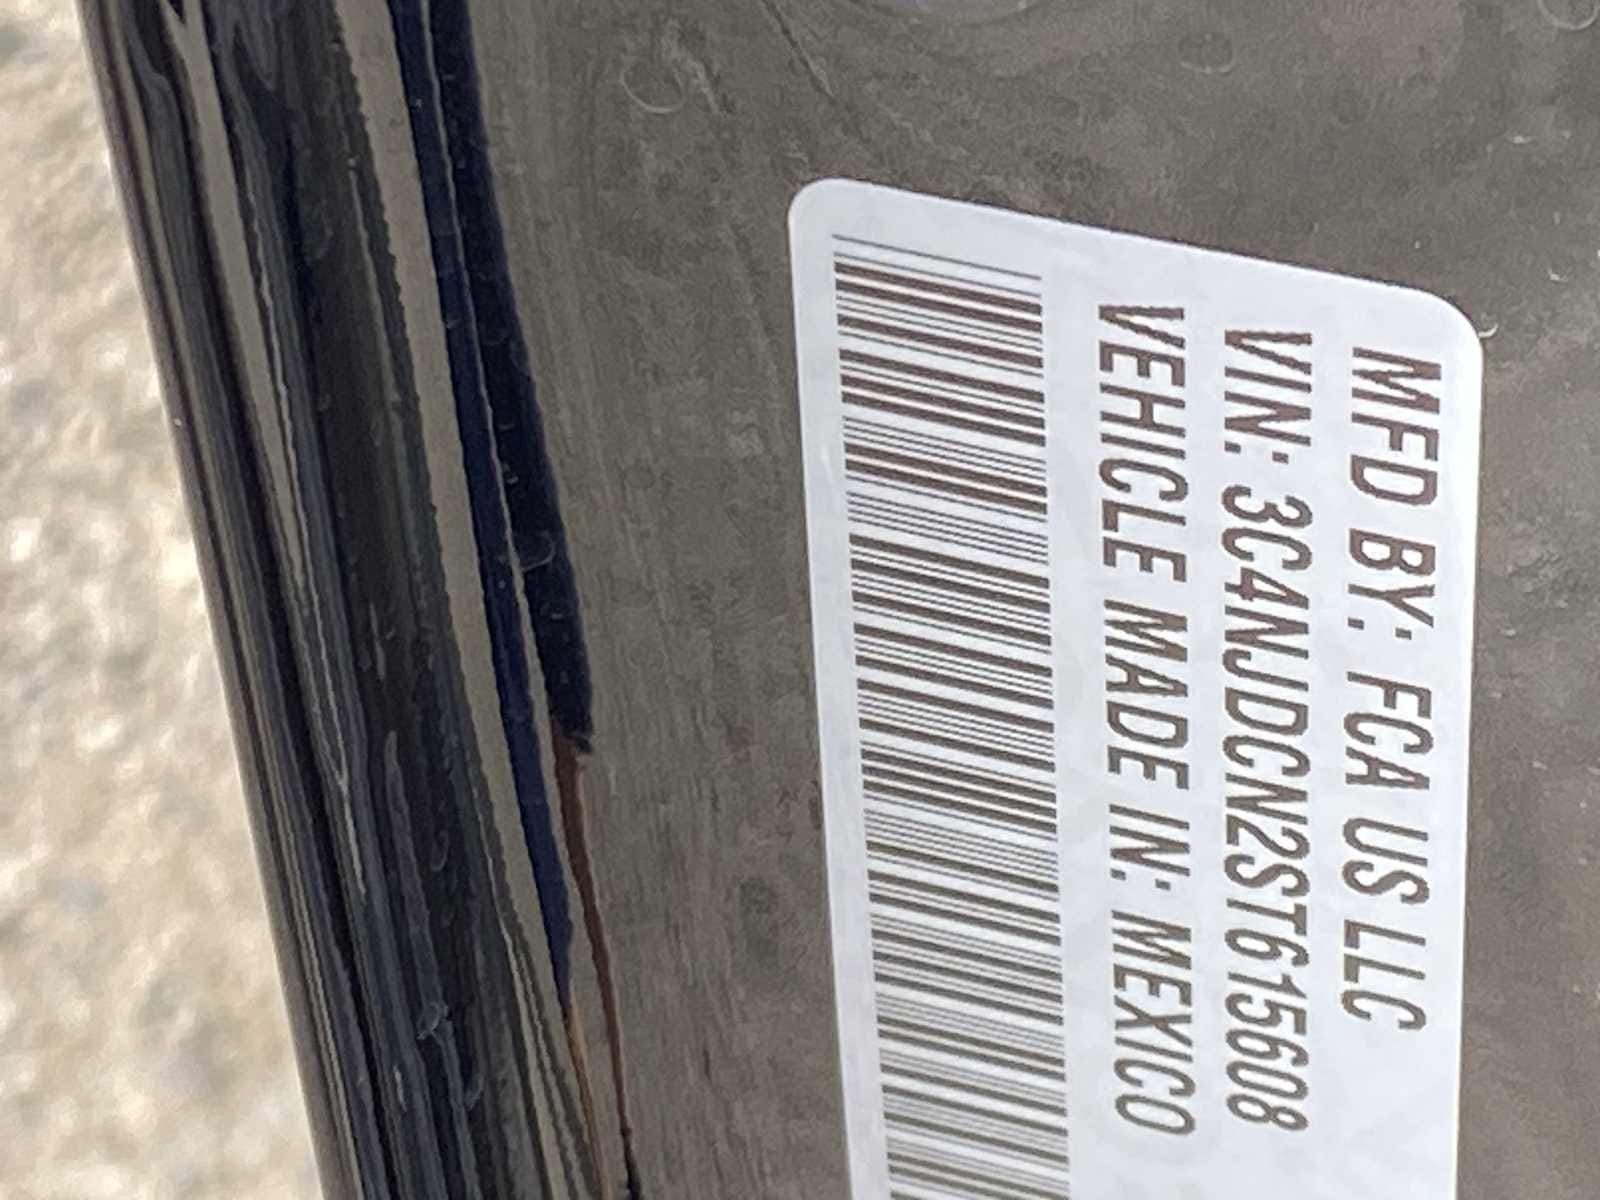 MFD BY: FCA US LLC
VIN: 3C4NJDCN2ST615608
VEHICLE MADE IN: MEXICO